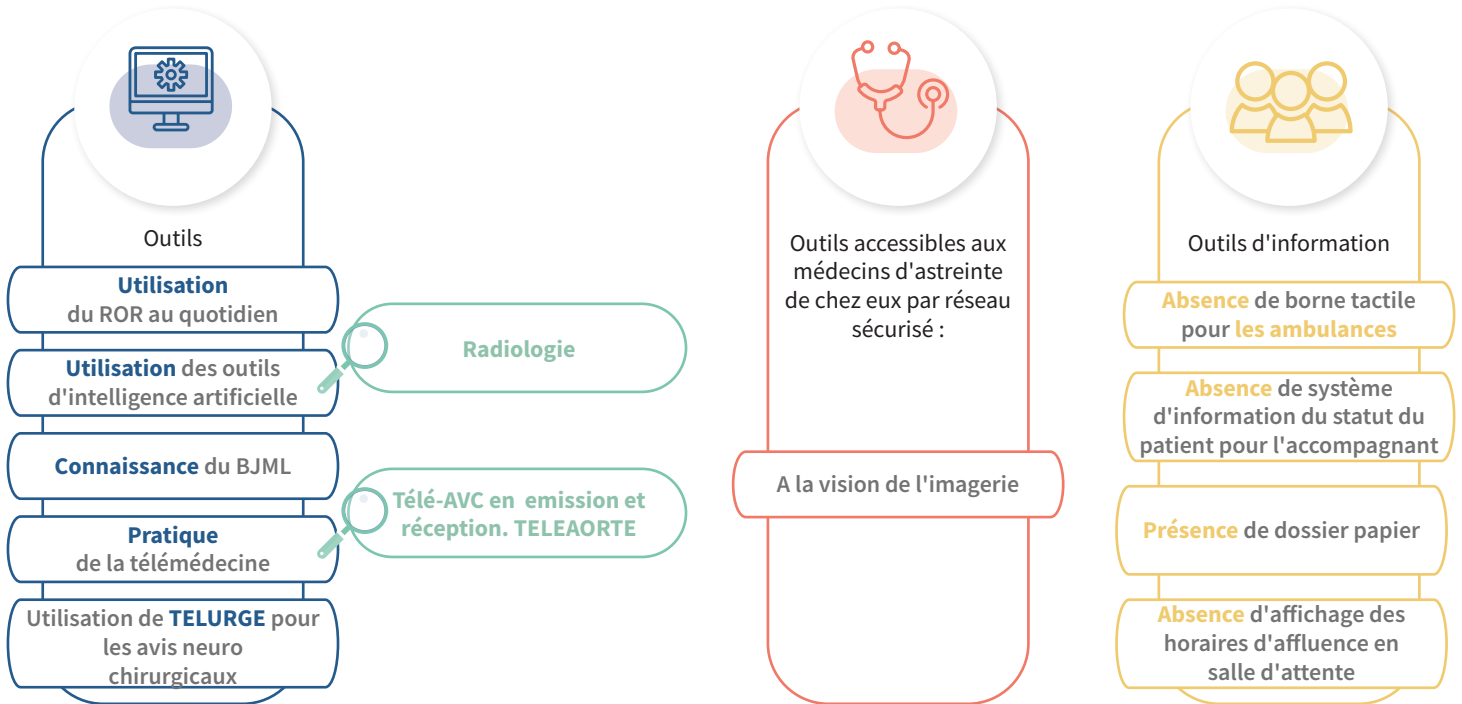 Outils
Utilisation
du ROR au quotidien
Utilisation des outils
d'intelligence artificielle
Radiologie
Connaissance du BJML
Pratique
de la télémédecine
Télé-AVC en emission et
réception. TELEAORTE
Utilisation de TELURGE pour
les avis neuro
chirurgicaux
Outils accessibles aux
médecins d'astreinte
de chez eux par réseau
sécurisé :
A la vision de l'imagerie
Outils d'information
Absence de borne tactile
pour les ambulances
Absence de système
d'information du statut du
patient pour l'accompagnant
Présence de dossier papier
Absence d'affichage des
horaires d'affluence en
salle d'attente